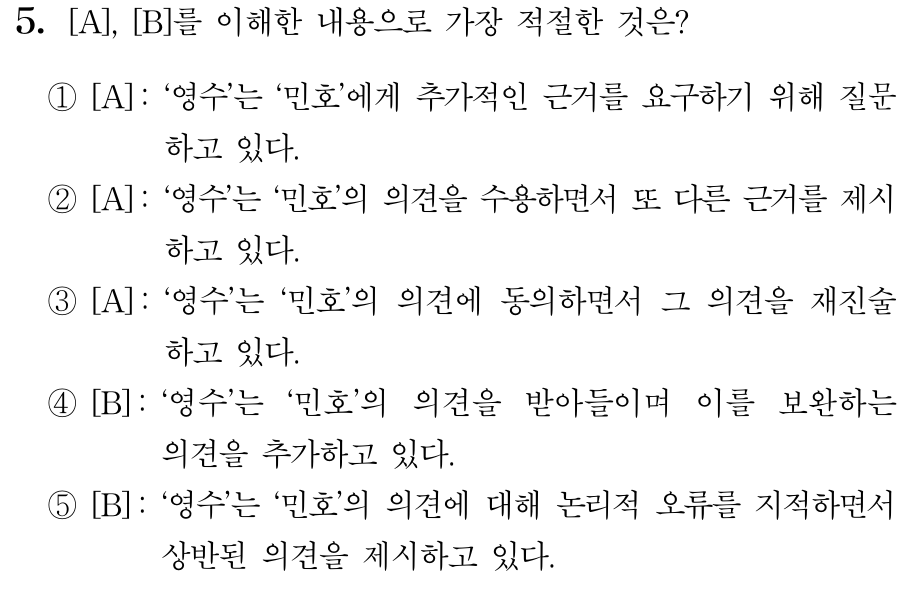 5. [A], [B]를 이해한 내용으로 가장 적절한 것은?
① [A]: ‘영수’는 ‘민호’에게 추가적인 근거를 요구하기 위해 질문
하고 있다.
② [A]: ‘영수’는 ‘민호’의 의견을 수용하면서 또 다른 근거를 제시
하고 있다.
③ [A]: ‘영수’는 ‘민호’의 의견에 동의하면서 그 의견을 재진술
하고 있다.
④ [B]: ‘영수’는 ‘민호’의 의견을 받아들이며 이를 보완하는
의견을 추가하고 있다.
⑤ [B]: ‘영수’는 ‘민호’의 의견에 대해 논리적 오류를 지적하면서
상반된 의견을 제시하고 있다.